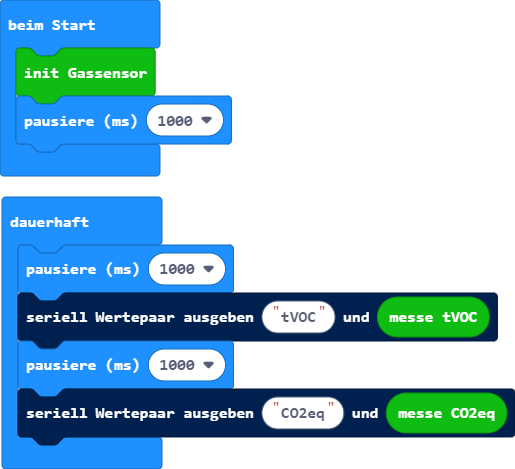 beim Start
init Gassensor
pausiere (ms) 1000
dauerhaft
pausiere (ms) 1000
seriell Wertepaar ausgeben "tVOC" und messe tVOC
pausiere (ms) 1000
seriell Wertepaar ausgeben "CO2eq" und messe CO2eq